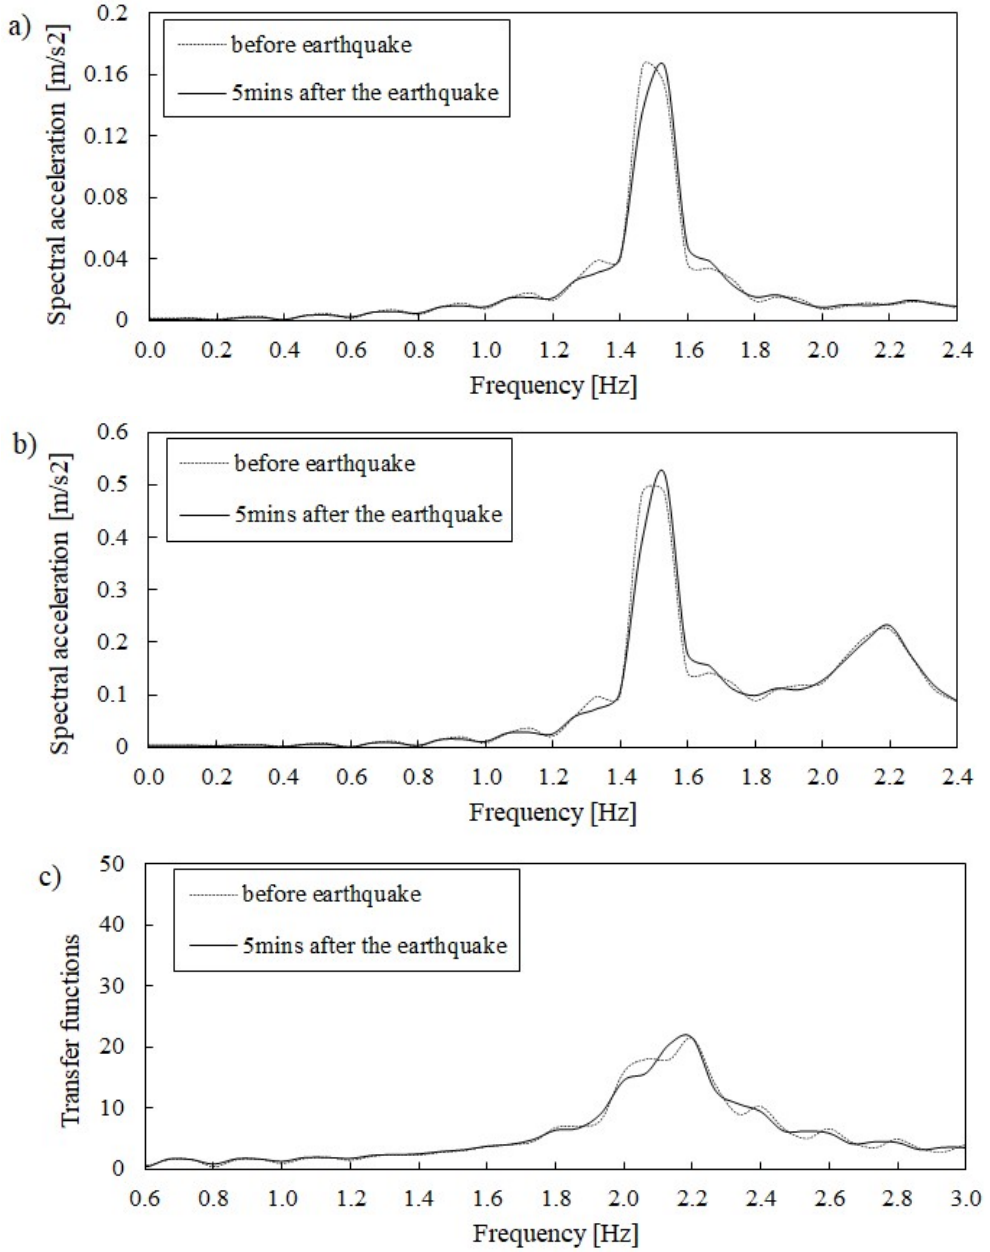 a)
Spectral acceleration [m/s2]
0.2
0.16
0.12
0.08
0.04
0
before earthquake
5mins after the earthquake
0.0 0.2 0.4 0.6 0.8 1.0 1.2 1.4 1.6 1.8 2.0 2.2 2.4
Frequency [Hz]
b)
Spectral acceleration [m/s2]
0.6
0.5
0.4
0.3
0.2
0.1
0
before earthquake
5mins after the earthquake
0.0 0.2 0.4 0.6 0.8 1.0 1.2 1.4 1.6 1.8 2.0 2.2 2.4
Frequency [Hz]
c)
Transfer functions
50
40
30
20
10
0
before earthquake
5mins after the earthquake
0.6 0.8 1.0 1.2 1.4 1.6 1.8 2.0 2.2 2.4 2.6 2.8 3.0
Frequency [Hz]